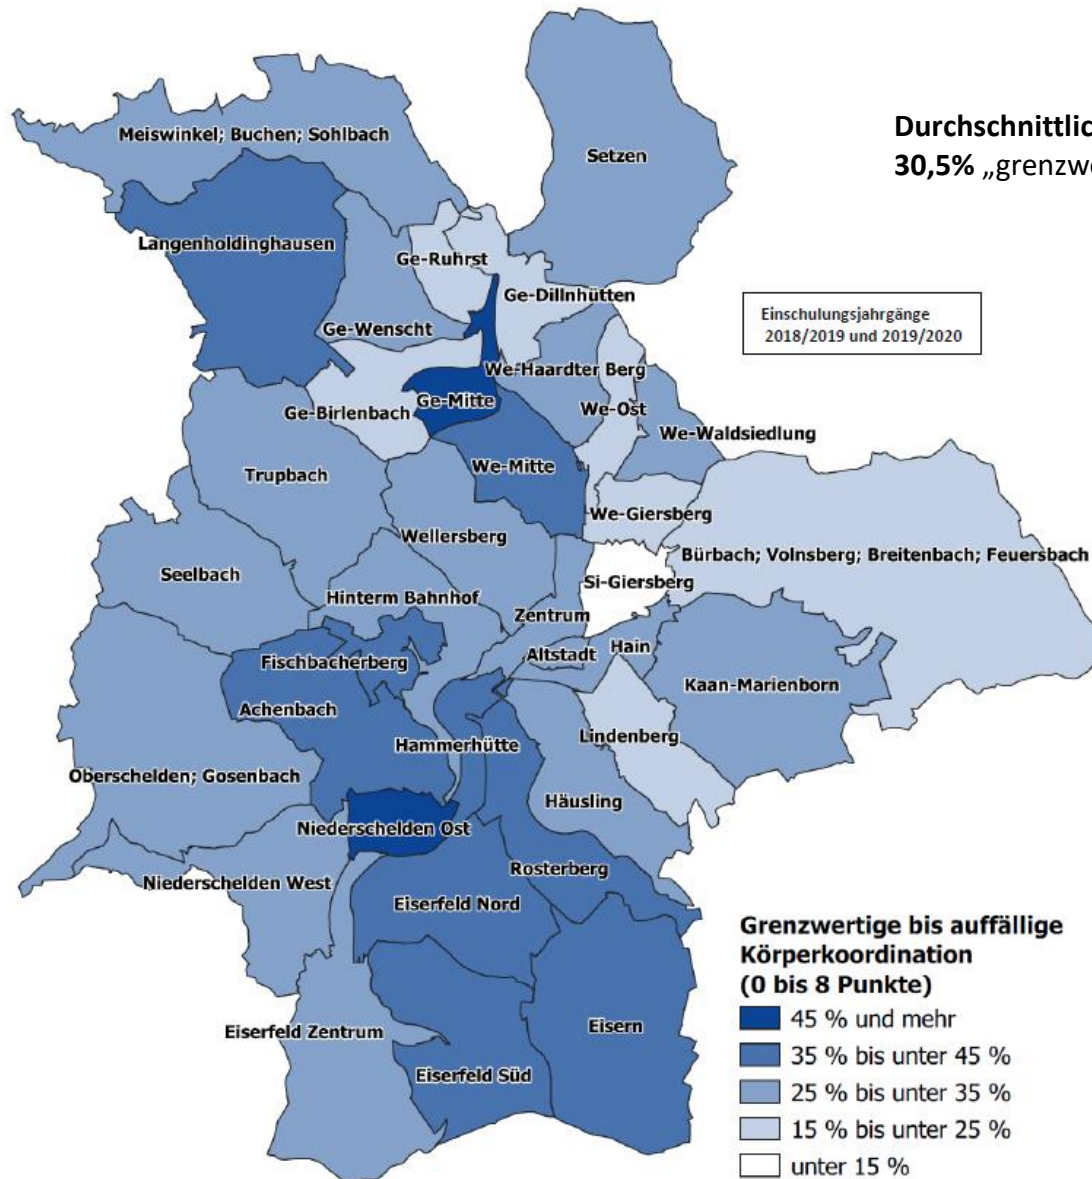 Durchschnittlic
30,5% „grenzwe
Meiswinkel; Buchen; Sohlbach
Setzen
Langenholdinghausen
Ge-Ruhrst
Ge-Dillnhütten
Einschulungsjahrgänge
2018/2019 und 2019/2020
Ge-Wenscht
We-Haardter Berg
Ge-Mitte
Ge-Birlenbach
We-Ost
We-Waldsiedlung
We-Mitte
Trupbach
We-Giersberg
Wellersberg
Bürbach; Volnsberg; Breitenbach; Feuersbach
Seelbach
Si-Giersberg
Hinterm Bahnhof
Zentrum
Hain
Altstadt
Fischbacherberg
Kaan-Marienborn
Achenbach
Lindenberg
Hammerhütte
Oberschelden; Gosenbach
Häusling
Niederschelden Ost
Rosterberg
Niederschelden West
Eiserfeld Nord
Eiserfeld Zentrum
Eisern
Eiserfeld Süd
Grenzwertige bis auffällige
Körperkoordination
(0 bis 8 Punkte)
45 % und mehr
35 % bis unter 45 %
25 % bis unter 35 %
15 % bis unter 25 %
unter 15 %